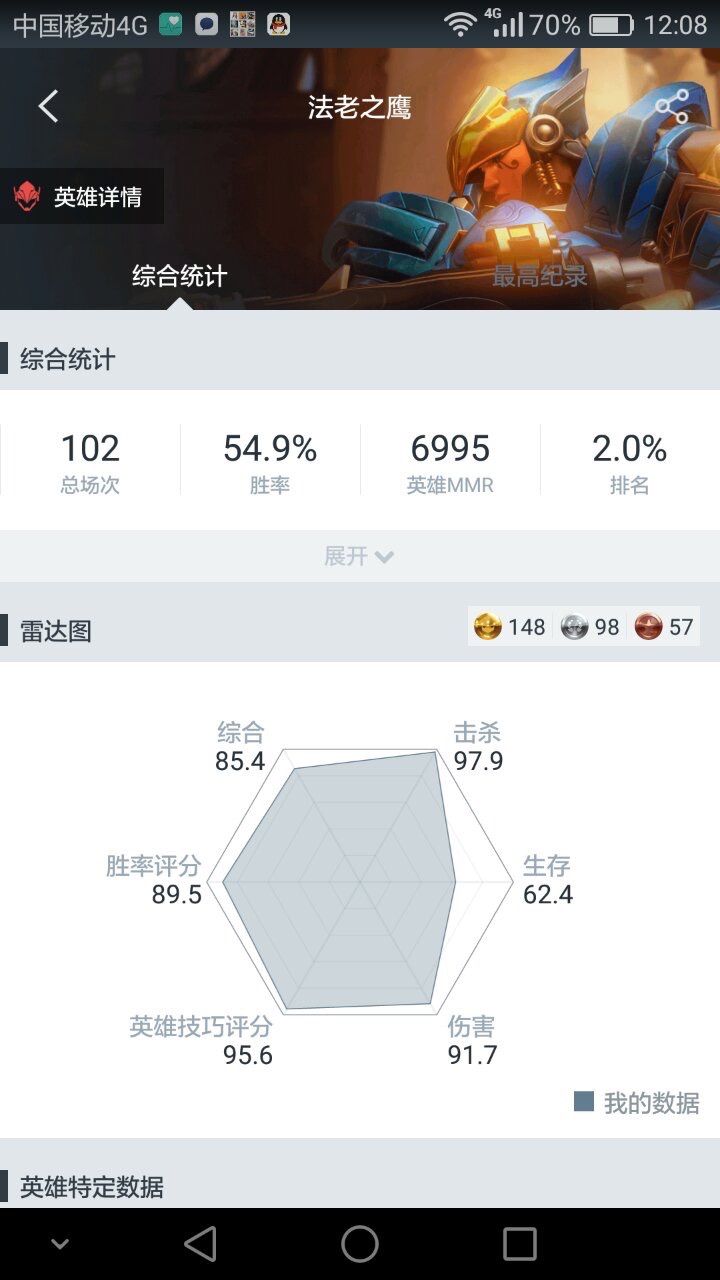 中国移动4G 4G 70% 12:08
法老之鹰
英雄详情
综合统计 最高纪录
综合统计
102 54.9% 6995 2.0%
总场次 胜率 英雄MMR 排名
展开
雷达图 148 98 57
综合 击杀
85.4 97.9
胜率评分 生存
89.5 62.4
英雄技巧评分 伤害
95.6 91.7
我的数据
英雄特定数据